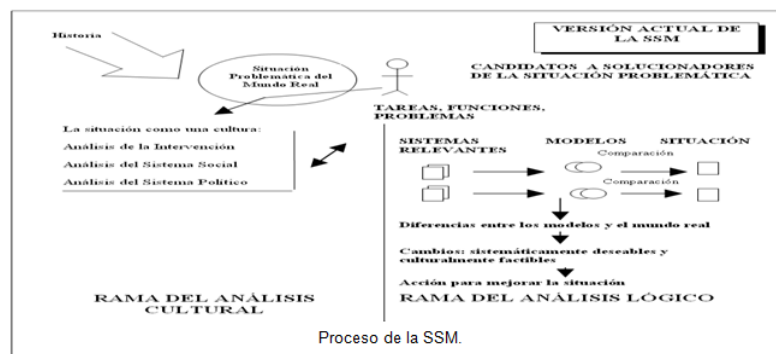 Historia
VERSIÓN ACTUAL DE
LA SSM
Situación
Problemática del
Mundo Real
CANDIDATOS A SOLUCIONADORES
DE LA SITUACIÓN PROBLEMÁTICA
TAREAS, FUNCIONES,
PROBLEMAS
La situación como una cultura:
Análisis de la Intervención
Análisis del Sistema Social
Análisis del Sistema Político
SISTEMAS
RELEVANTES
MODELOS
SITUACIÓN
Comparación
Comparación
Diferencias entre los modelos y el mundo real
Cambios: sistemáticamente deseables y
culturalmente factibles
Acción para mejorar la situación
RAMA DEL ANÁLISIS
CULTURAL
RAMA DEL ANÁLISIS LÓGICO
Proceso de la SSM.